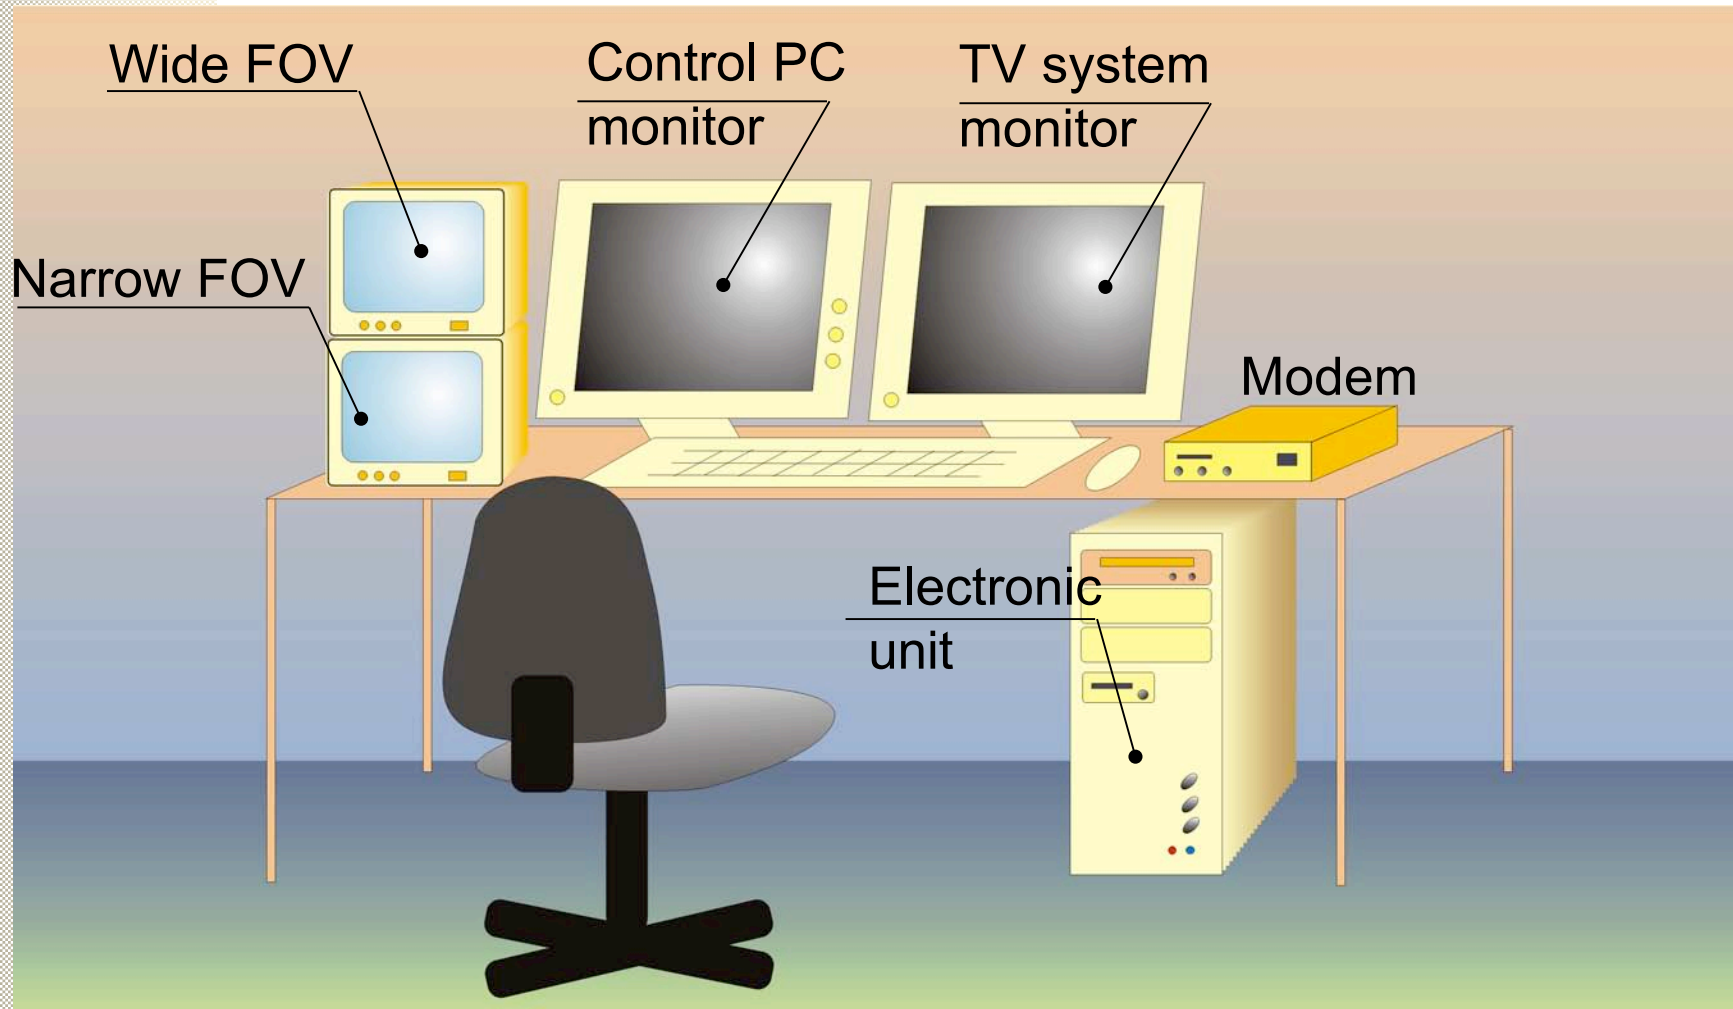 Wide FOV
Control PC
monitor
TV system
monitor
Narrow FOV
Modem
Electronic
unit